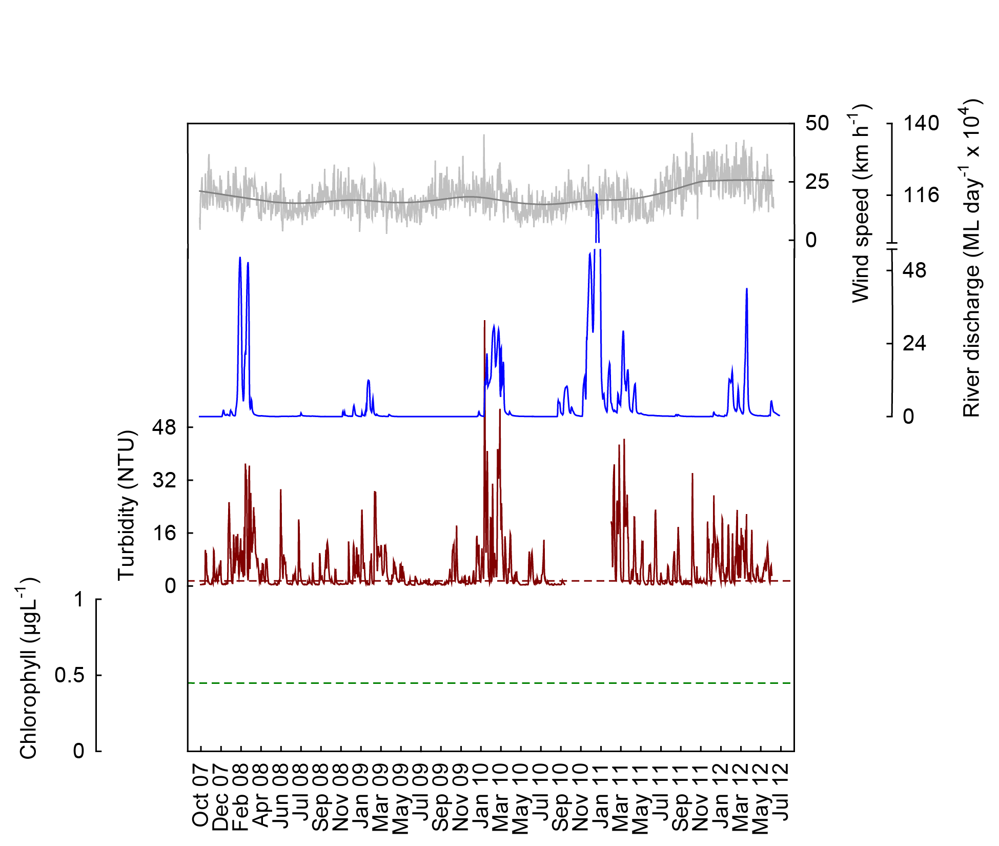 50
25
0
Wind speed (km h-1)
140
116
48
24
0
River discharge (ML day-1 x 104)
48
32
16
0
Turbidity (NTU)
1
0.5
0
Chlorophyll (µgL-1)
Oct 07
Dec 07
Feb 08
Apr 08
Jun 08
Jul 08
Sep 08
Nov 08
Jan 09
Mar 09
May 09
Jul 09
Sep 09
Nov 09
Jan 10
Mar 10
May 10
Jul 10
Sep 10
Nov 10
Jan 11
Mar 11
May 11
Jul 11
Sep 11
Nov 11
Jan 12
Mar 12
May 12
Jul 12